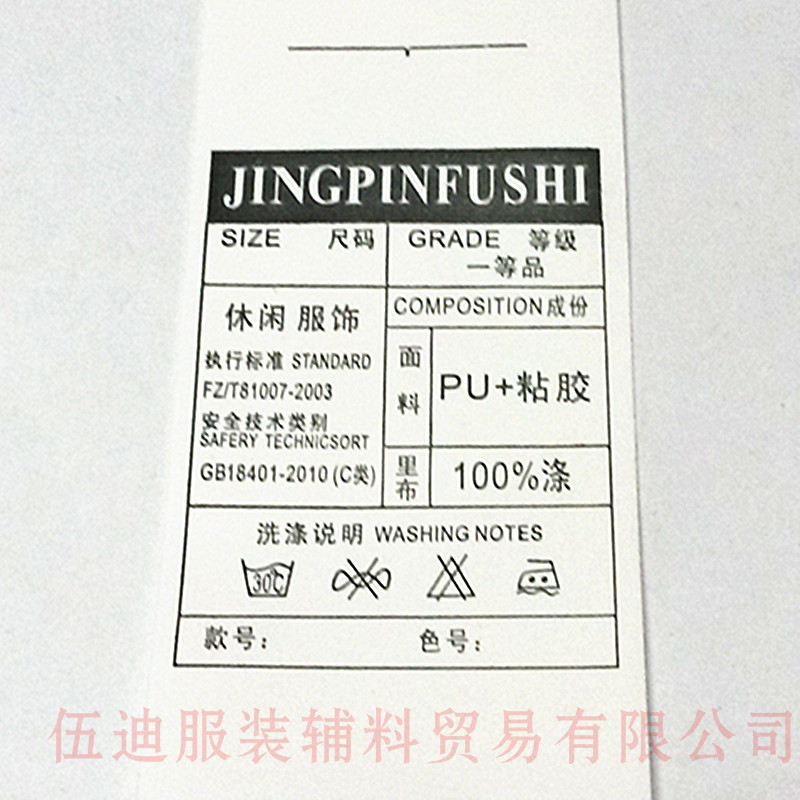 JINGPINFUSHI
SIZE 尺码
GRADE 等级
一等品
休闲服饰
执行标准 STANDARD
FZ/T81007-2003
安全技术类别
SAFERY TECHNICSORT
GB18401-2010 (C类)
COMPOSITION成份
面料
PU+粘胶
里布
100%涤
洗涤说明 WASHING NOTES
30℃
款号:
色号:
伍迪服装辅料贸易有限公司